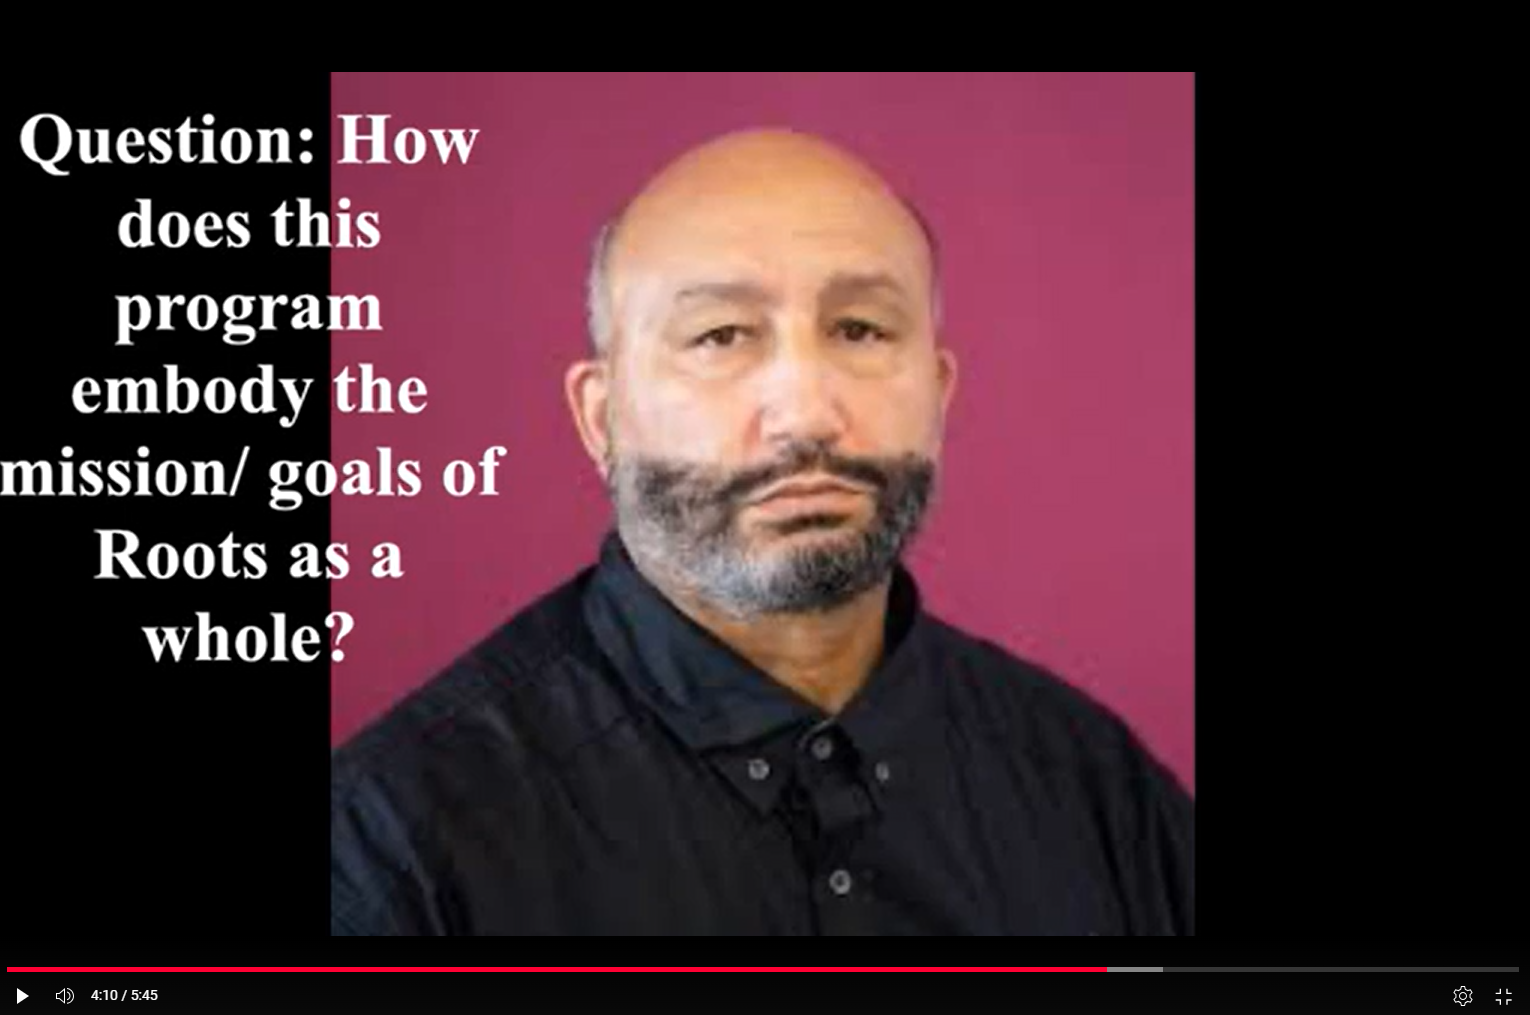 Question: How
does this
program
embody the
mission/ goals of
Roots as a
whole?
4:10 / 5:45